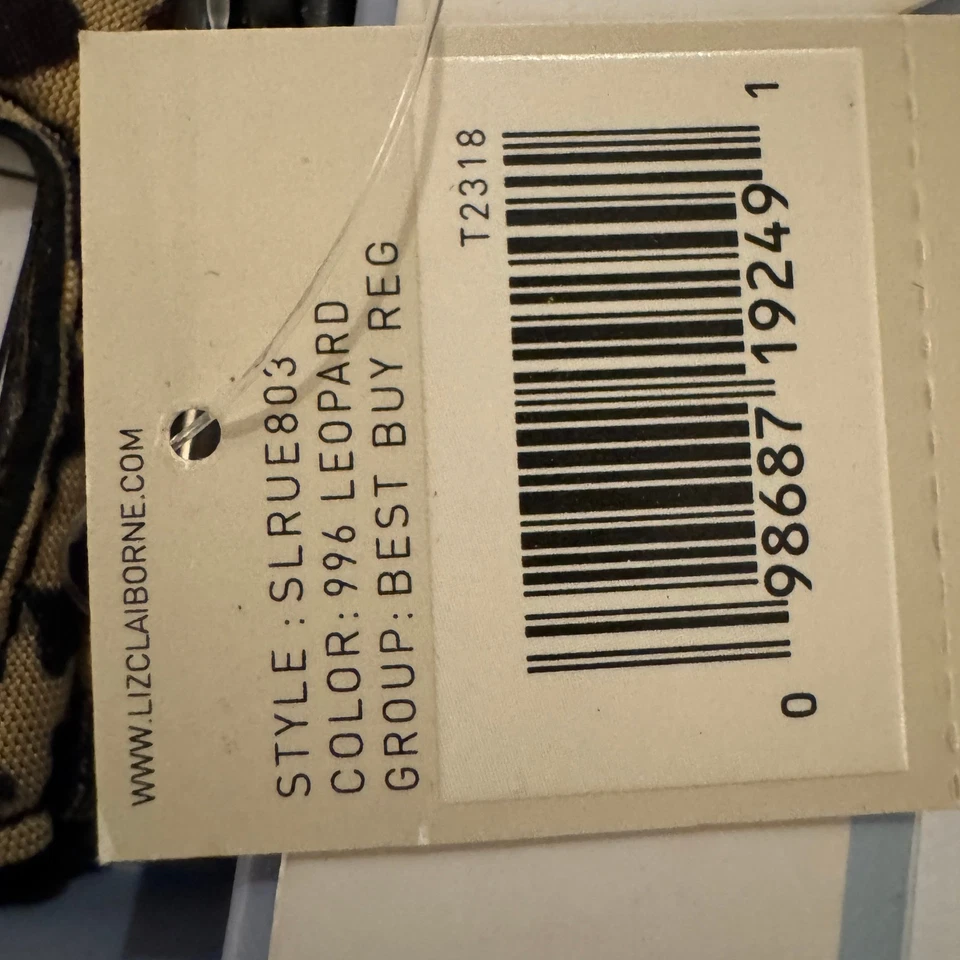 WWW.LIZCLAIBORNE.COM
STYLE :SLRUE803
COLOR:996 LEOPARD
GROUP:BEST BUY REG
T2318
0 98687 19249 1